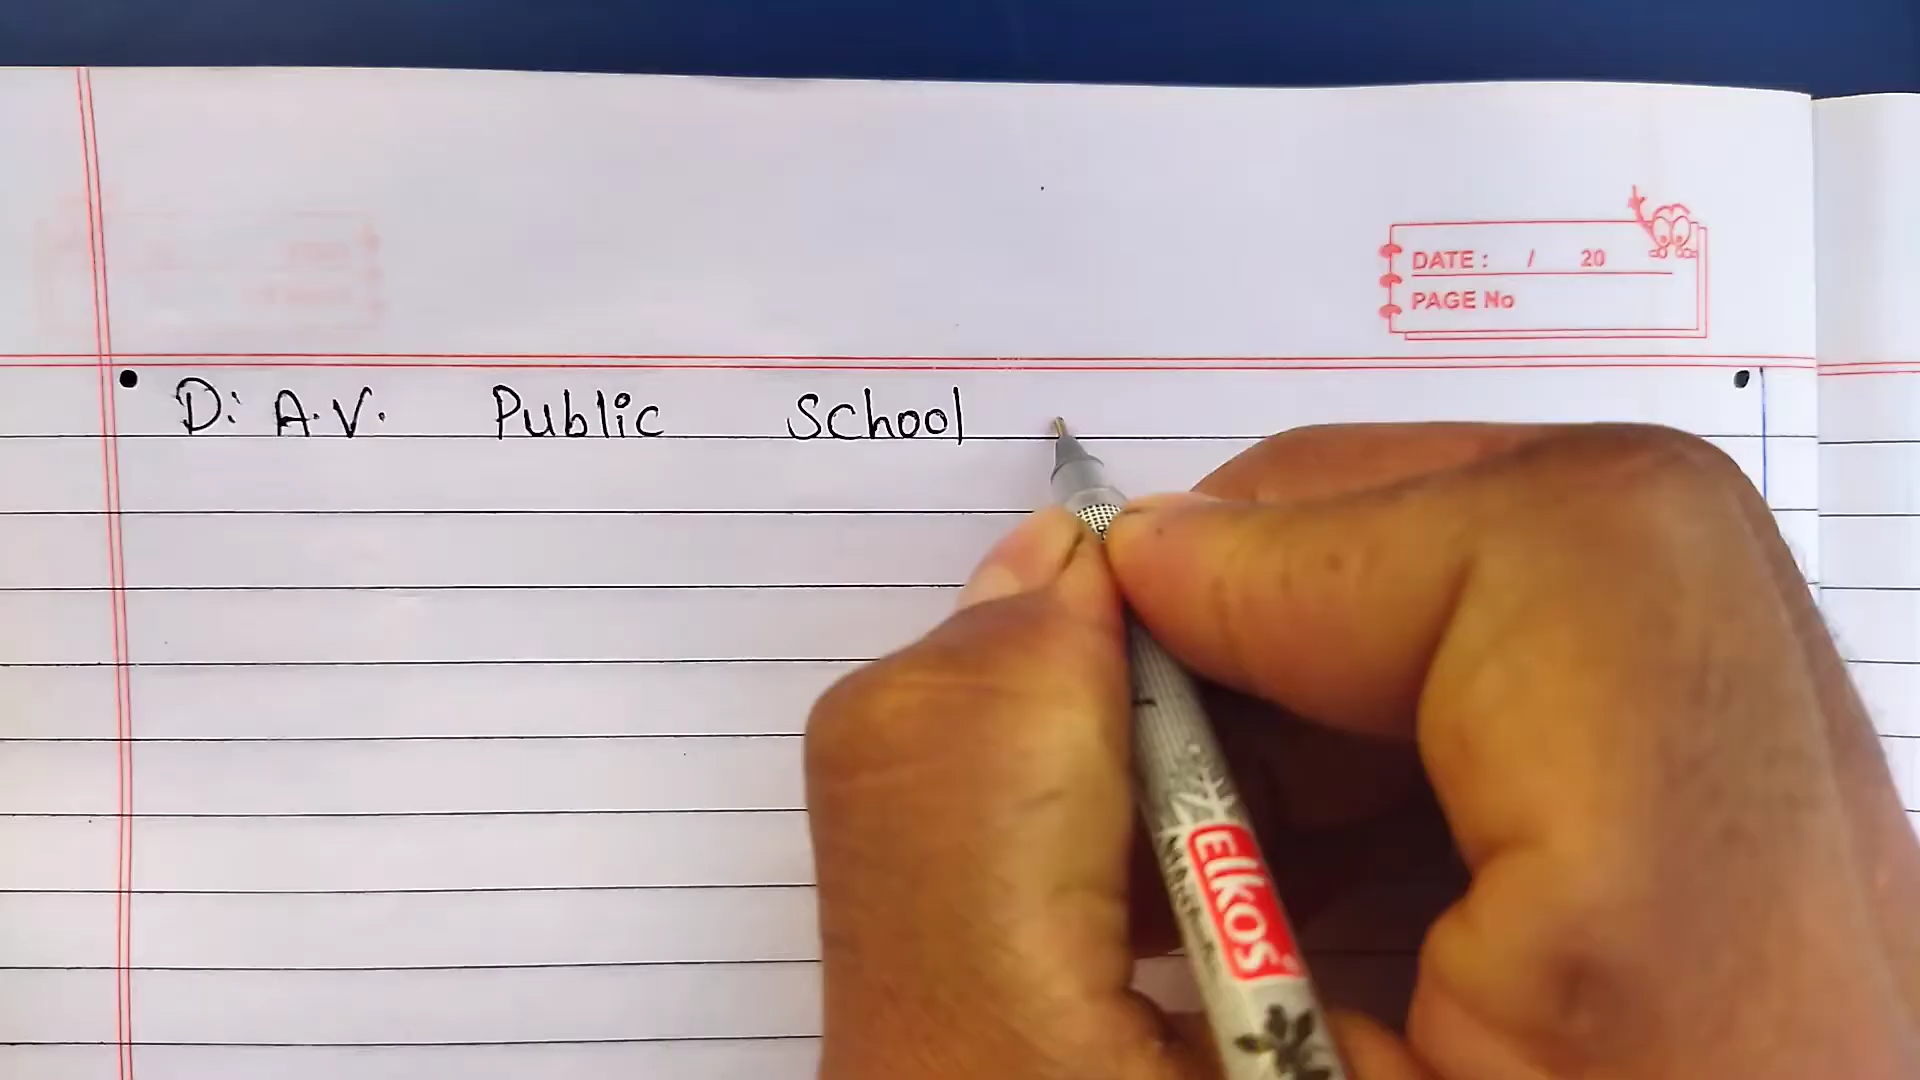 DATE : / 20
PAGE No
D. A.V. Public School
Elkos